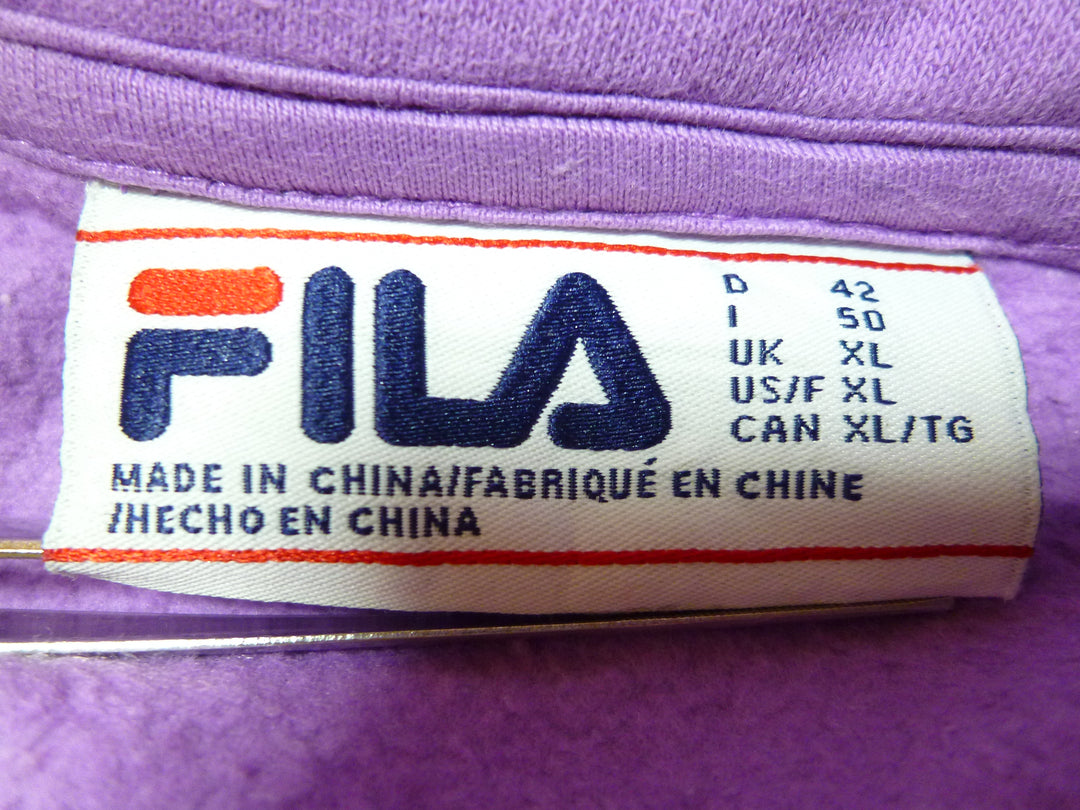 FILA
D 42
I 50
UK XL
US/F XL
CAN XL/TG
MADE IN CHINA/FABRIQUÉ EN CHINE
/HECHO EN CHINA